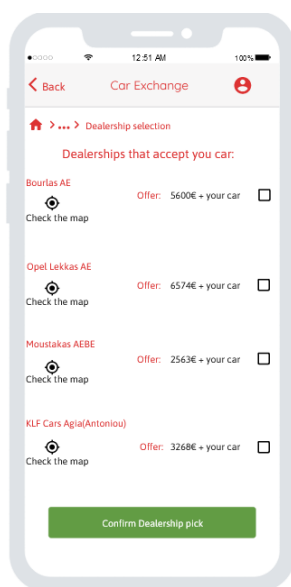 12:51 AM 100%
Back Car Exchange
> ... > Dealership selection
Dealerships that accept you car:
Bourlas AE
Offer: 5600€ + your car
Check the map
Opel Lekkas AE
Offer: 6574€ + your car
Check the map
Moustakas AEBE
Offer: 2563€ + your car
Check the map
KLF Cars Agia(Antoniou)
Offer: 3268€ + your car
Check the map
Confirm Dealership pick